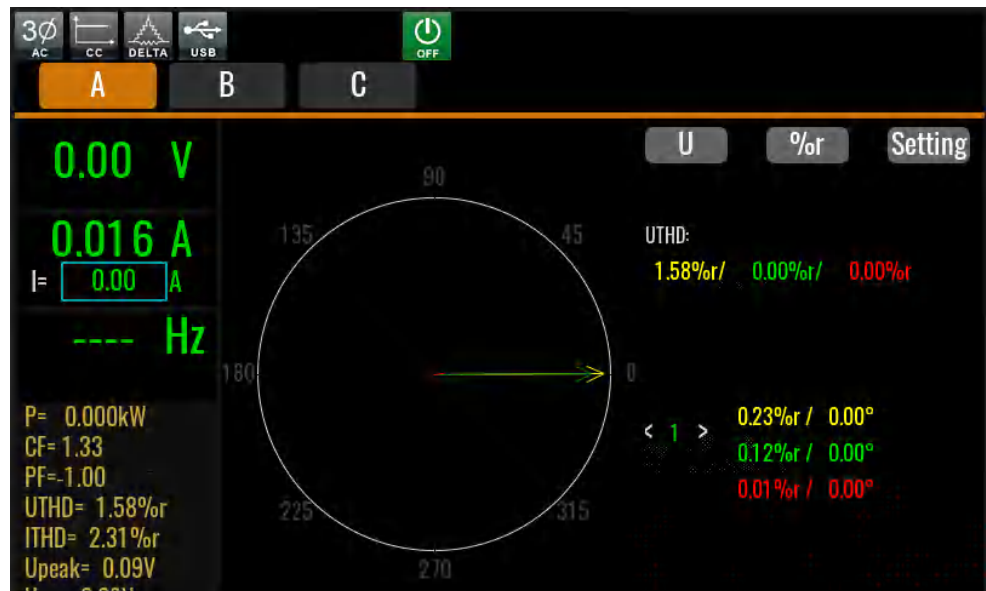 3Ø AC CC DELTA USB OFF
A B C
0.00 V
0.016 A
I= 0.00 A
---- Hz
P= 0.000kW
CF= 1.33
PF=-1.00
UTHD= 1.58%r
ITHD= 2.31%r
Upeak= 0.09V
90
135 45
180 0
225 315
270
U %r Setting
UTHD:
1.58%r/ 0.00%r/ 0.00%r
< 1 >
0.23%r / 0.00°
0.12%r / 0.00°
0.01%r / 0.00°